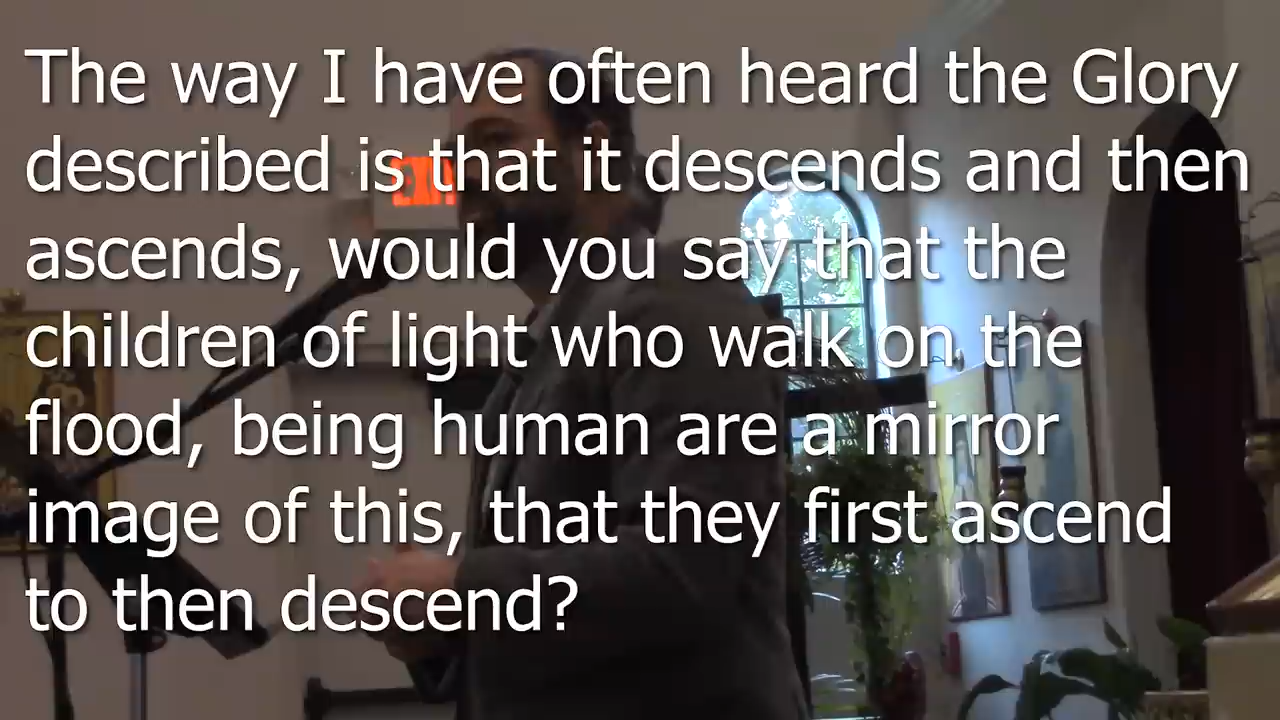 The way I have often heard the Glory
described is that it descends and then
ascends, would you say that the
children of light who walk on the
flood, being human are a mirror
image of this, that they first ascend
to then descend?
EXIT